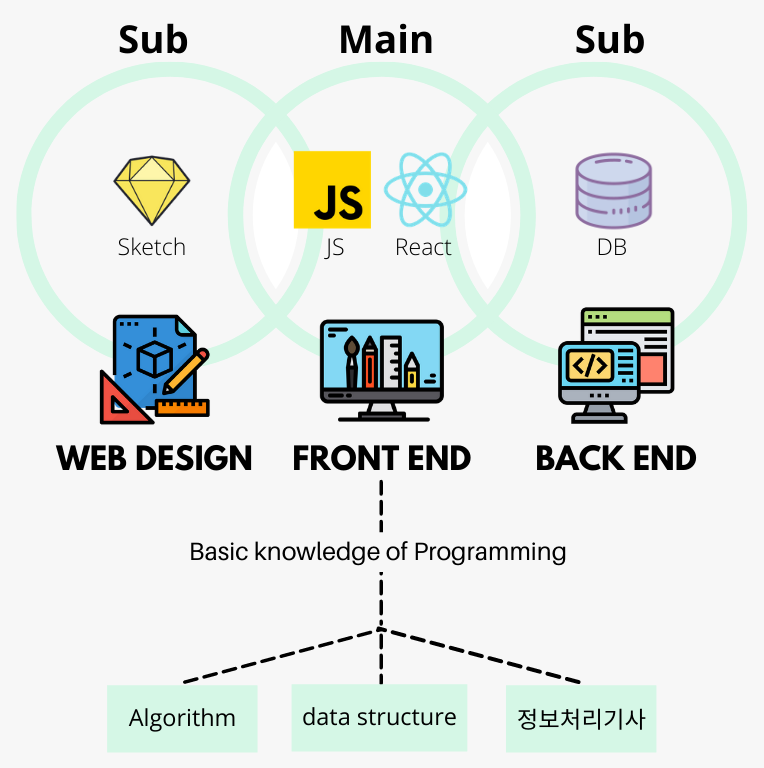 Sub Main Sub
JS
Sketch JS React DB
WEB DESIGN FRONT END BACK END
Basic knowledge of Programming
Algorithm data structure 정보처리기사